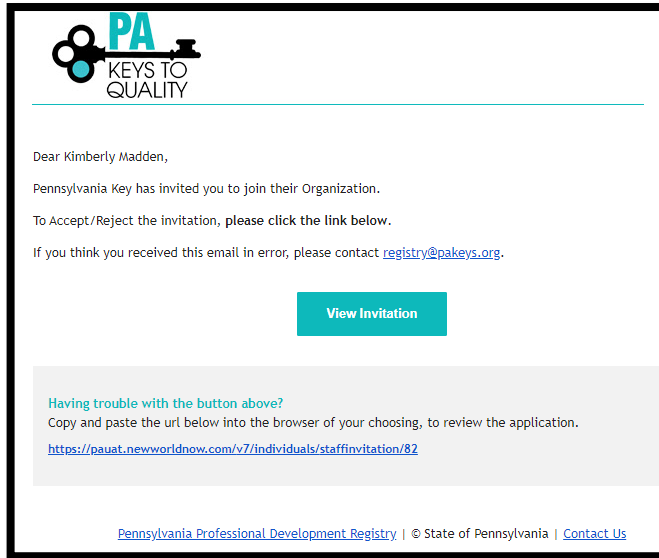 PA
KEYS TO
QUALITY
Dear Kimberly Madden,
Pennsylvania Key has invited you to join their Organization.
To Accept/Reject the invitation, please click the link below.
If you think you received this email in error, please contact registry@pakeys.org.
View Invitation
Having trouble with the button above?
Copy and paste the url below into the browser of your choosing, to review the application.
https://pauat.newworldnow.com/v7/individuals/staffinvitation/82
Pennsylvania Professional Development Registry | © State of Pennsylvania | Contact Us